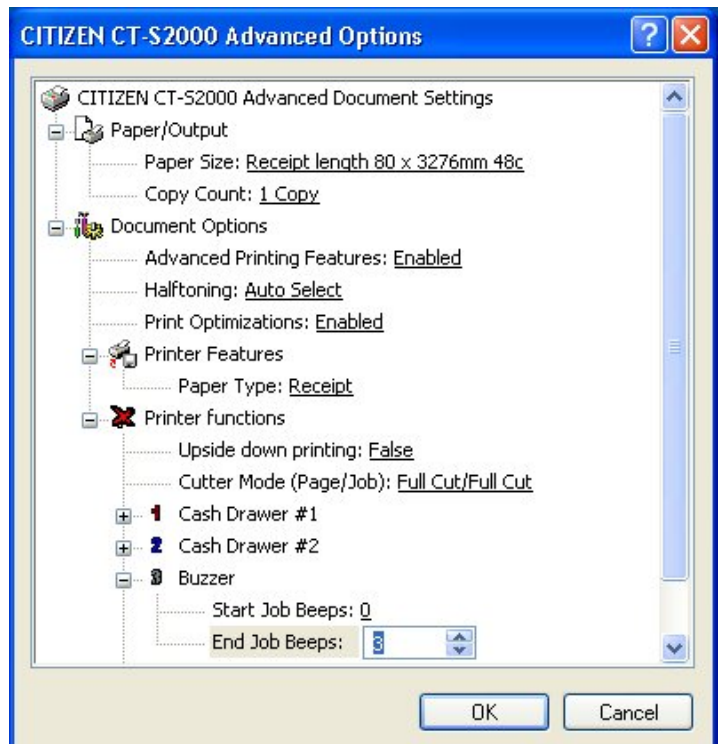 CITIZEN CT-S2000 Advanced Options
CITIZEN CT-S2000 Advanced Document Settings
Paper/Output
Paper Size: Receipt length 80 x 3276mm 48c
Copy Count: 1 Copy
Document Options
Advanced Printing Features: Enabled
Halftoning: Auto Select
Print Optimizations: Enabled
Printer Features
Paper Type: Receipt
Printer functions
Upside down printing: False
Cutter Mode (Page/Job): Full Cut/Full Cut
1 Cash Drawer #1
2 Cash Drawer #2
3 Buzzer
Start Job Beeps: 0
End Job Beeps: 3
OK Cancel